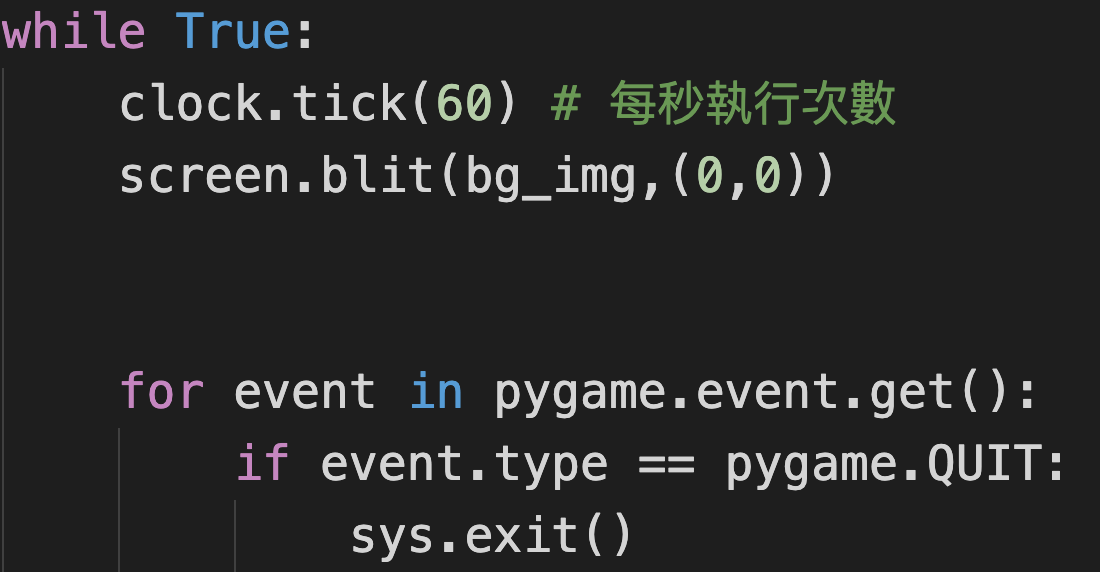 while True:
    clock.tick(60) # 每秒執行次數
    screen.blit(bg_img,(0,0))
    for event in pygame.event.get():
        if event.type == pygame.QUIT:
            sys.exit()